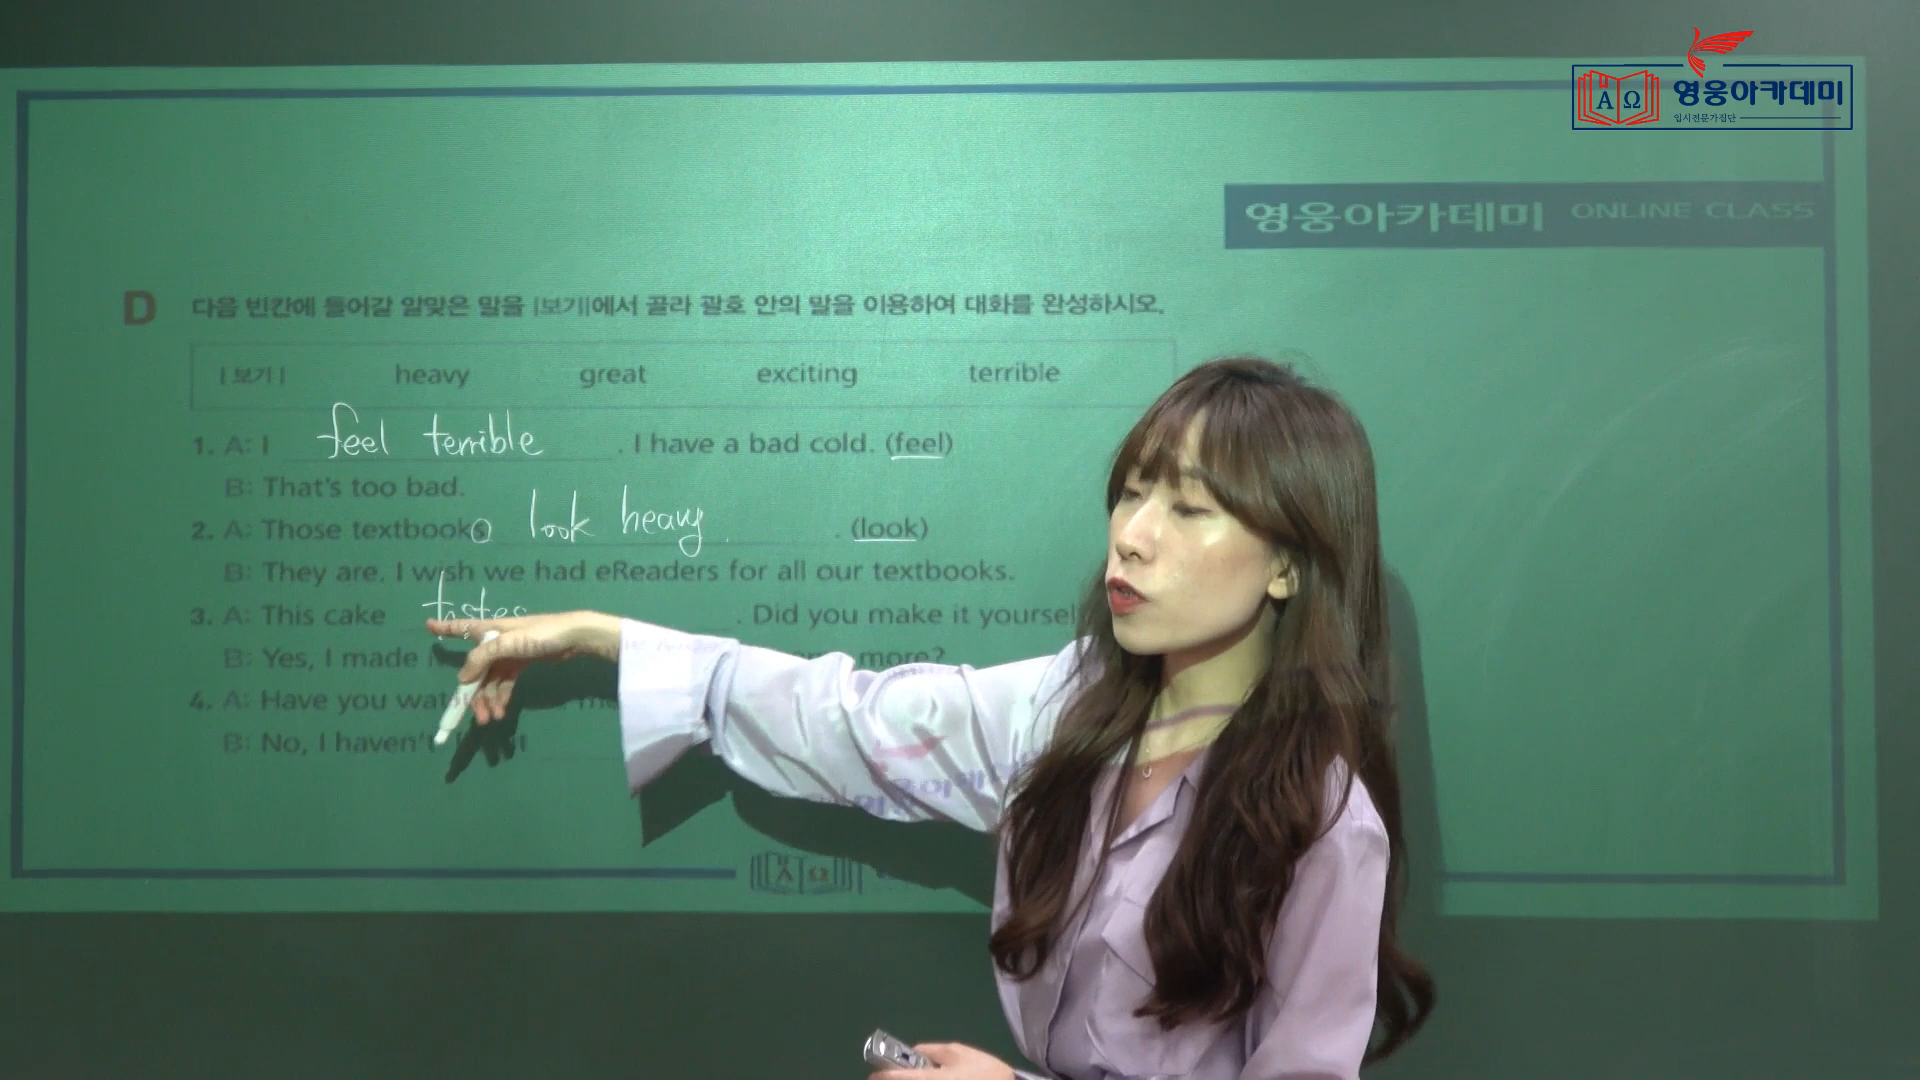 영웅아카데미
입시전문가집단
영웅아카데미 ONLINE CLASS
D 다음 빈칸에 들어갈 알맞은 말을 |보기|에서 골라 괄호 안의 말을 이용하여 대화를 완성하시오.
|보기| heavy great exciting terrible
1. A: I feel terrible . I have a bad cold. (feel)
B: That's too bad.
2. A: Those textbooks look heavy . (look)
B: They are. I wish we had eReaders for all our textbooks.
3. A: This cake tastes . Did you make it
B: Yes, I made more?
4. A: Have you
B: No, I haven't.